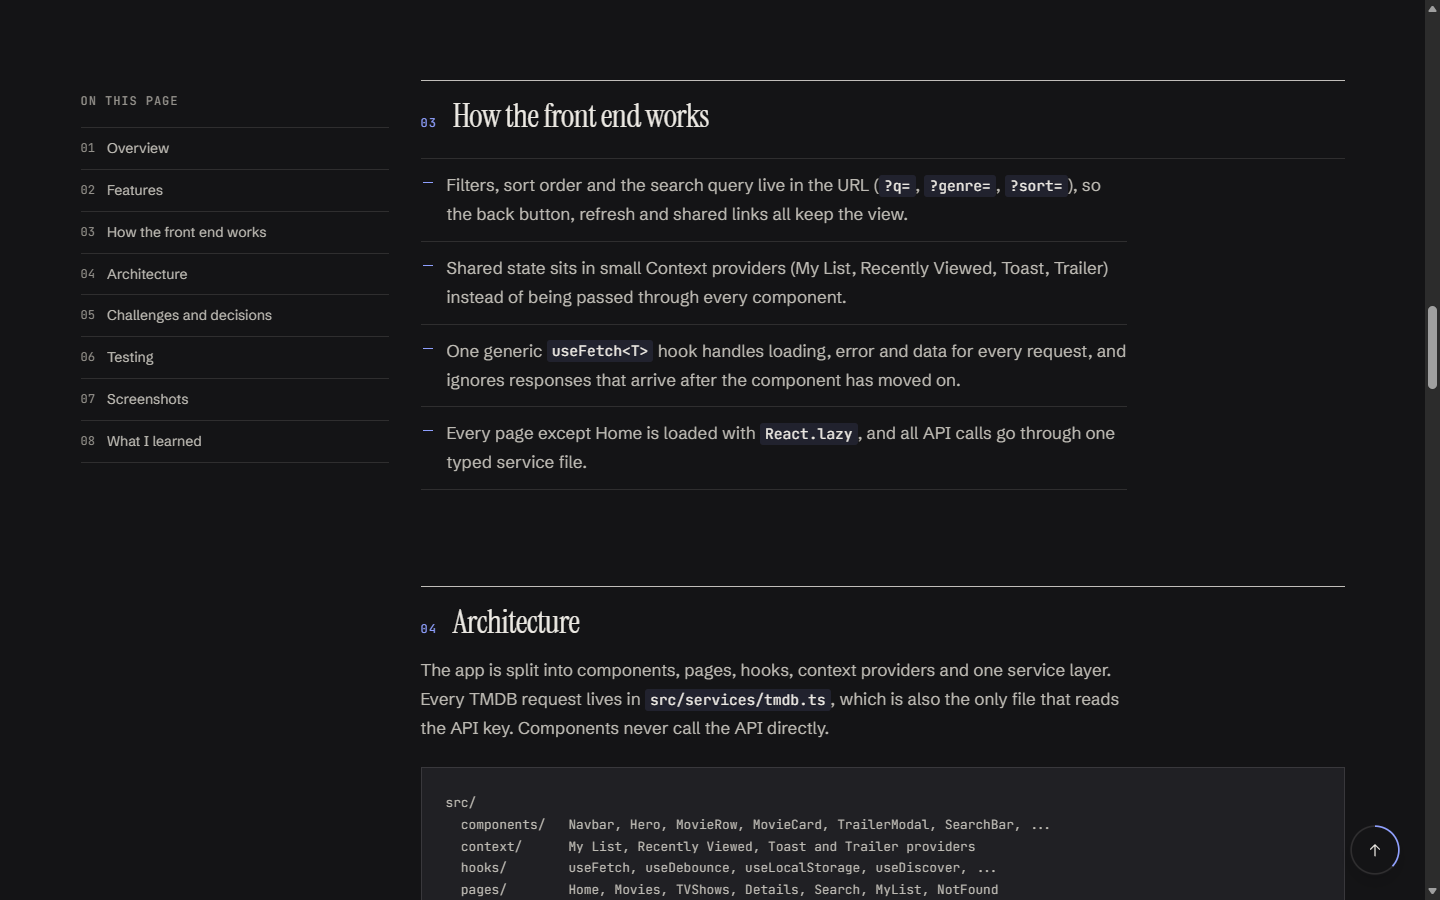 ON THIS PAGE
01 Overview
02 Features
03 How the front end works
04 Architecture
05 Challenges and decisions
06 Testing
07 Screenshots
08 What I learned
03 How the front end works
— Filters, sort order and the search query live in the URL (?q=, ?genre=, ?sort=), so
the back button, refresh and shared links all keep the view.
— Shared state sits in small Context providers (My List, Recently Viewed, Toast, Trailer)
instead of being passed through every component.
— One generic useFetch<T> hook handles loading, error and data for every request, and
ignores responses that arrive after the component has moved on.
— Every page except Home is loaded with React.lazy, and all API calls go through one
typed service file.
04 Architecture
The app is split into components, pages, hooks, context providers and one service layer.
Every TMDB request lives in src/services/tmdb.ts, which is also the only file that reads
the API key. Components never call the API directly.
src/
components/ Navbar, Hero, MovieRow, MovieCard, TrailerModal, SearchBar, ...
context/ My List, Recently Viewed, Toast and Trailer providers
hooks/ useFetch, useDebounce, useLocalStorage, useDiscover, ...
pages/ Home, Movies, TVShows, Details, Search, MyList, NotFound